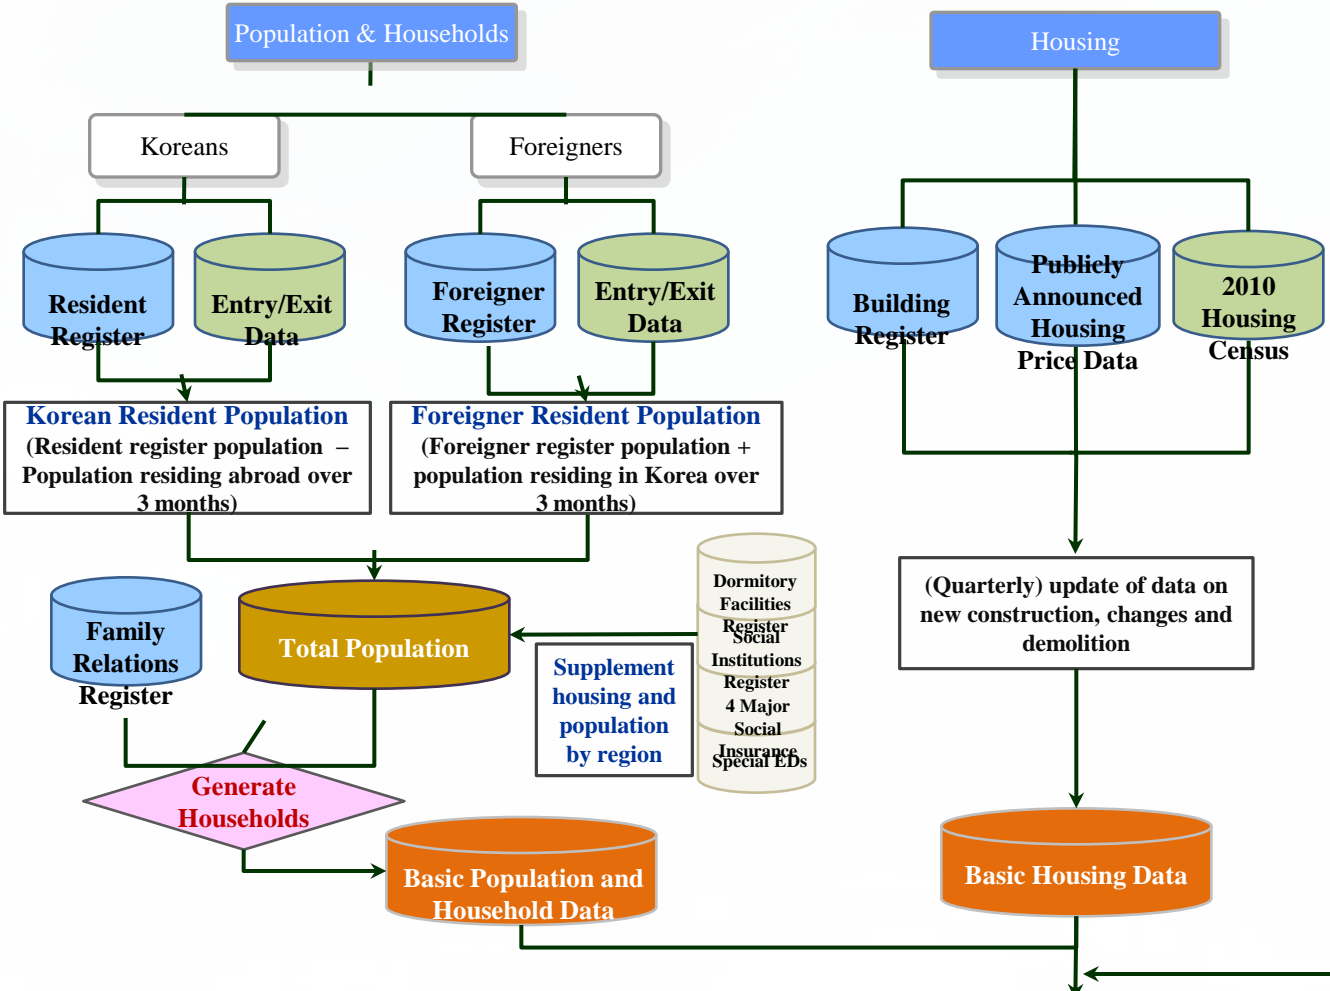 Population & Households
Housing
Koreans
Foreigners
Resident
Register
Entry/Exit
Data
Foreigner
Register
Entry/Exit
Data
Building
Register
Publicly
Announced
Housing
Price Data
2010
Housing
Census
Korean Resident Population
(Resident register population –
Population residing abroad over
3 months)
Foreigner Resident Population
(Foreigner register population +
population residing in Korea over
3 months)
Family
Relations
Register
Total Population
Dormitory
Facilities
Register
Social
Institutions
Register
4 Major
Social
Insurance
Special EDs
Supplement
housing and
population
by region
(Quarterly) update of data on
new construction, changes and
demolition
Generate
Households
Basic Population and
Household Data
Basic Housing Data